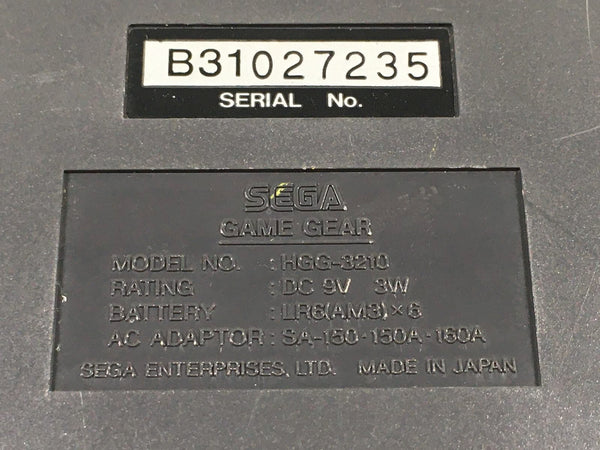 B31027235
SERIAL No.
SEGA
GAME GEAR
MODEL NO. : HGG-3210
RATING : DC 9V 3W
BATTERY : LR6(AM3)×6
AC ADAPTOR : SA-150・150A・160A
SEGA ENTERPRISES, LTD. MADE IN JAPAN